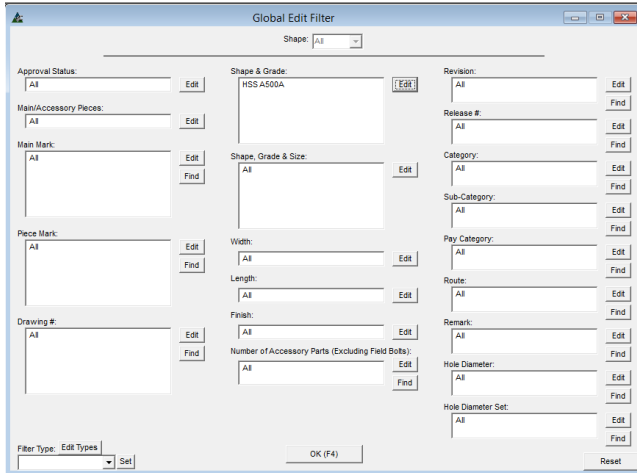 Global Edit Filter
Shape: All
Approval Status:
All Edit
Main/Accessory Pieces:
All Edit
Main Mark:
All Edit
Find
Piece Mark:
All Edit
Find
Drawing #:
All Edit
Find
Filter Type: Edit Types
Set
Shape & Grade:
HSS A500A Edit
Shape, Grade & Size:
All Edit
Width:
All Edit
Length:
All Edit
Finish:
All Edit
Number of Accessory Parts (Excluding Field Bolts):
All Edit
Find
OK (F4)
Revision:
All Edit
Find
Release #:
All Edit
Find
Category:
All Edit
Find
Sub-Category:
All Edit
Find
Pay Category:
All Edit
Find
Route:
All Edit
Find
Remark:
All Edit
Find
Hole Diameter:
All Edit
Find
Hole Diameter Set:
All Edit
Find
Reset